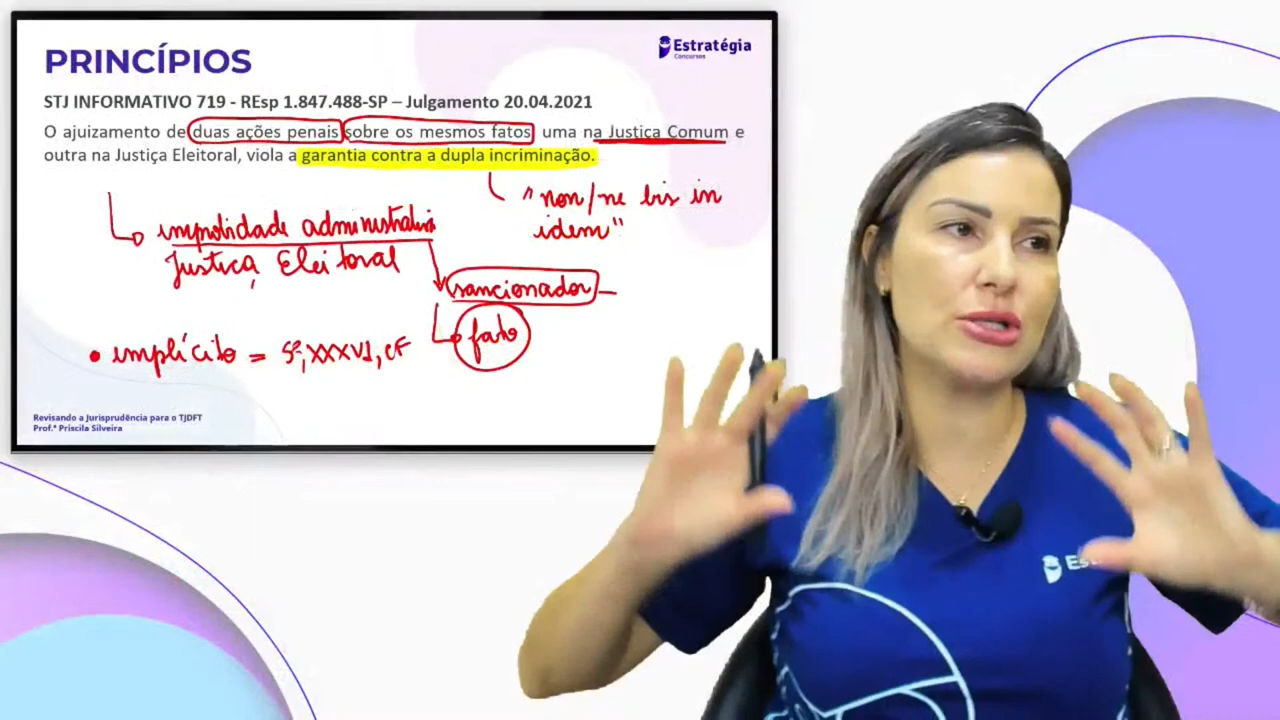 PRINCÍPIOS
Estratégia
Concursos
STJ INFORMATIVO 719 - REsp 1.847.488-SP – Julgamento 20.04.2021
O ajuizamento de duas ações penais sobre os mesmos fatos uma na Justiça Comum e
outra na Justiça Eleitoral, viola a garantia contra a dupla incriminação.
"non/ne bis in
idem"
improbidade administrativa
Justiça Eleitoral
sancionador
fato
• implícito = 5º, XXXVI, CF
Revisando a Jurisprudência para o TJDFT
Prof.ª Priscila Silveira
Es